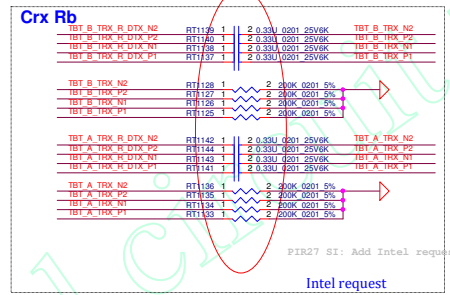 Crx Rb
TBT_B_TRX_R_DTX_N2 RT1139 1 2 0.33U_0201_25V6K TBT_B_TRX_N2
TBT_B_TRX_R_DTX_P2 RT1140 1 2 0.33U_0201_25V6K TBT_B_TRX_P2
TBT_B_TRX_R_DTX_N1 RT1138 1 2 0.33U_0201_25V6K TBT_B_TRX_N1
TBT_B_TRX_R_DTX_P1 RT1137 1 2 0.33U_0201_25V6K TBT_B_TRX_P1
TBT_B_TRX_N2 RT1128 1 2 200K_0201_5%
TBT_B_TRX_P2 RT1127 1 2 200K_0201_5%
TBT_B_TRX_N1 RT1126 1 2 200K_0201_5%
TBT_B_TRX_P1 RT1125 1 2 200K_0201_5%
TBT_A_TRX_R_DTX_N2 RT1142 1 2 0.33U_0201_25V6K TBT_A_TRX_N2
TBT_A_TRX_R_DTX_P2 RT1144 1 2 0.33U_0201_25V6K TBT_A_TRX_P2
TBT_A_TRX_R_DTX_N1 RT1143 1 2 0.33U_0201_25V6K TBT_A_TRX_N1
TBT_A_TRX_R_DTX_P1 RT1141 1 2 0.33U_0201_25V6K TBT_A_TRX_P1
TBT_A_TRX_N2 RT1136 1 2 200K_0201_5%
TBT_A_TRX_P2 RT1135 1 2 200K_0201_5%
TBT_A_TRX_N1 RT1134 1 2 200K_0201_5%
TBT_A_TRX_P1 RT1133 1 2 200K_0201_5%
PIR27 SI: Add Intel reque
Intel request